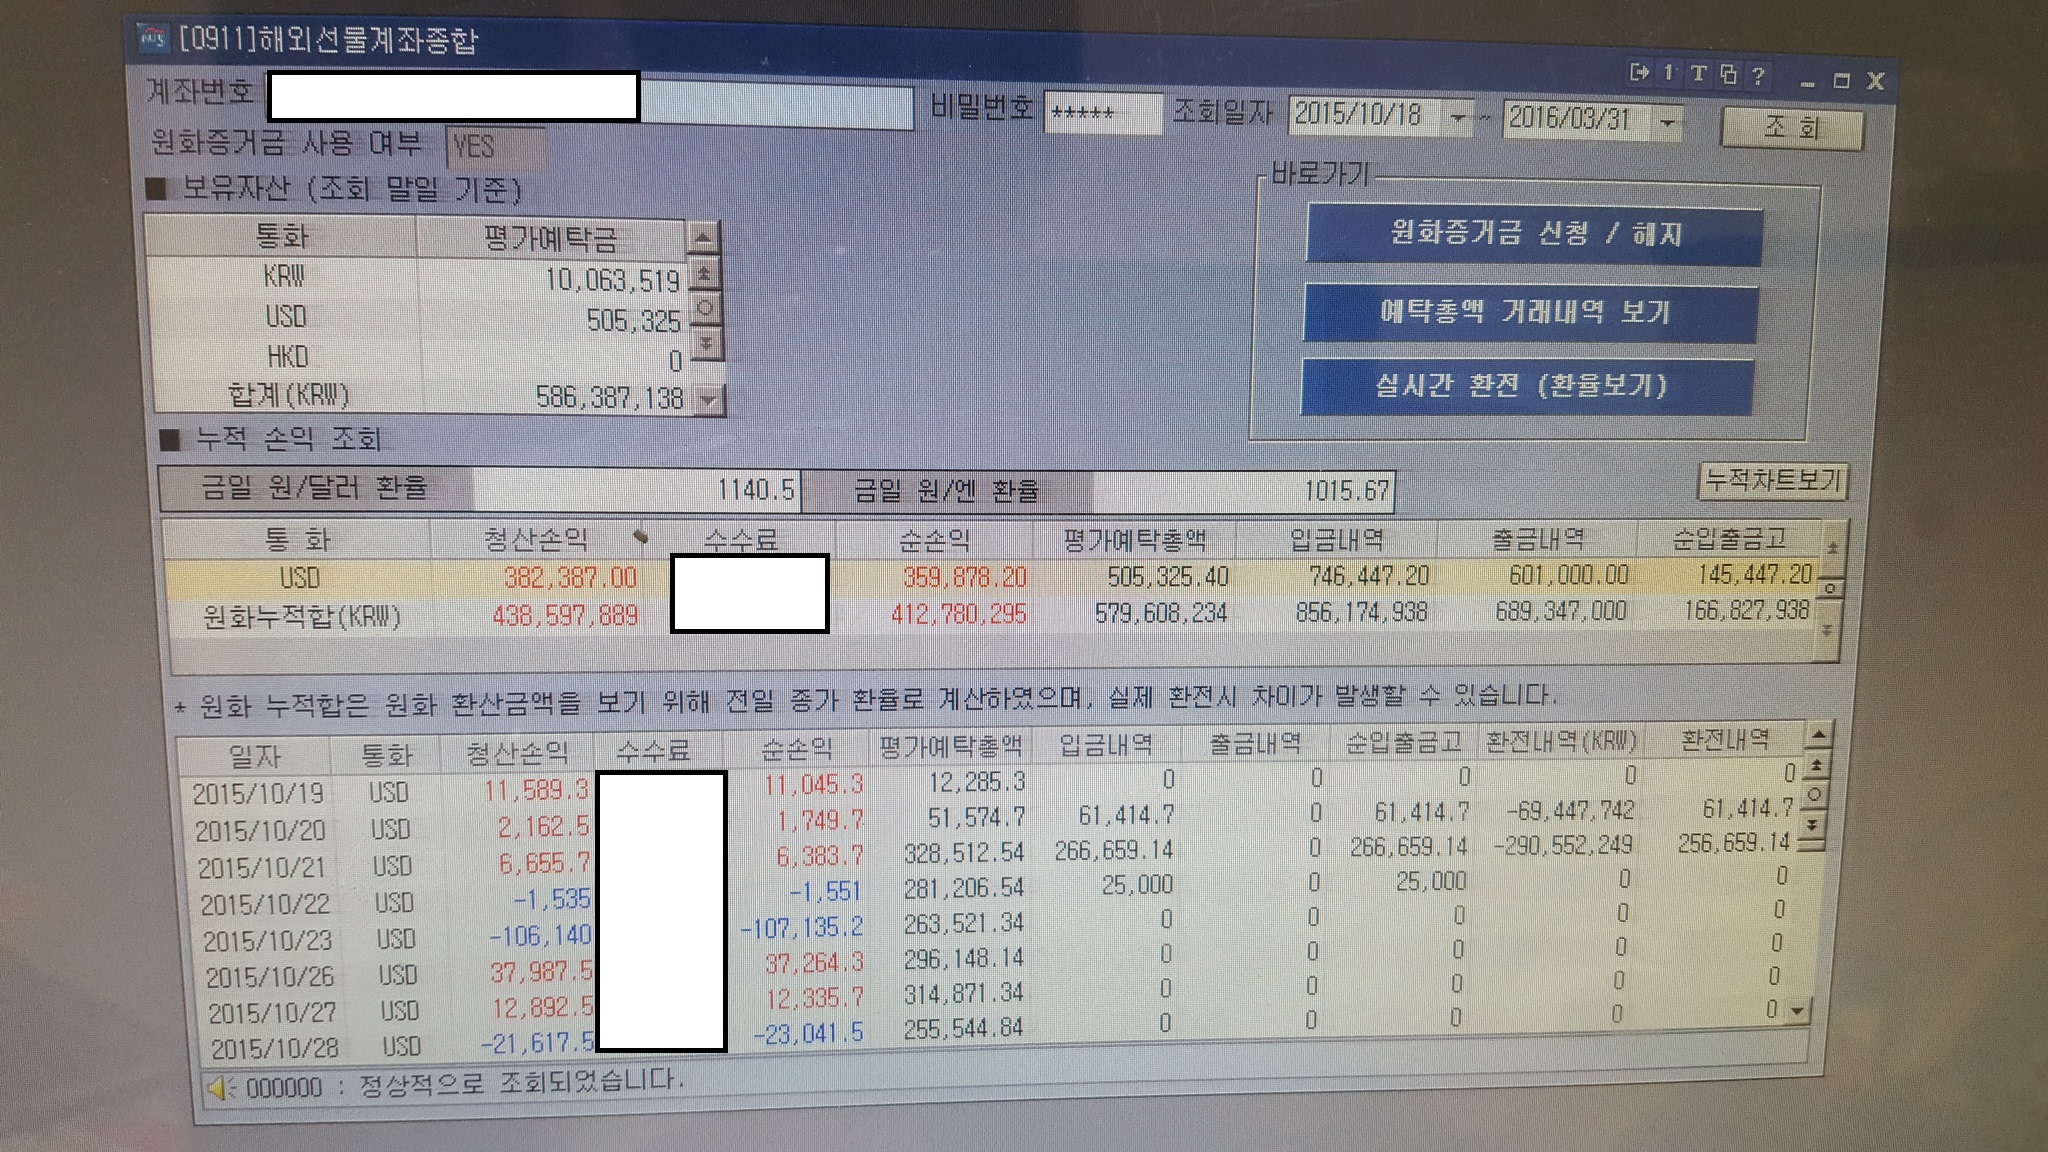 [0911]해외선물계좌종합
계좌번호 비밀번호 ***** 조회일자 2015/10/18 ~ 2016/03/31 조 회
원화증거금 사용 여부 YES
■ 보유자산 (조회 말일 기준)
통화 평가예탁금
KRW 10,063,519
USD 505,325
HKD 0
합계(KRW) 586,387,138
바로가기
원화증거금 신청 / 해지
예탁총액 거래내역 보기
실시간 환전 (환율보기)
■ 누적 손익 조회
금일 원/달러 환율 1140.5 금일 원/엔 환율 1015.67 누적차트보기
통 화 청산손익 수수료 순손익 평가예탁총액 입금내역 출금내역 순입출금고
USD 382,387.00 359,878.20 505,325.40 746,447.20 601,000.00 145,447.20
원화누적합(KRW) 438,597,889 412,780,295 579,608,234 856,174,938 689,347,000 166,827,938
* 원화 누적합은 원화 환산금액을 보기 위해 전일 종가 환율로 계산하였으며, 실제 환전시 차이가 발생할 수 있습니다.
일자 통화 청산손익 수수료 순손익 평가예탁총액 입금내역 출금내역 순입출금고 환전내역(KRW) 환전내역
2015/10/19 USD 11,589.3 11,045.3 12,285.3 0 0 0 0 0
2015/10/20 USD 2,162.5 1,749.7 51,574.7 61,414.7 0 61,414.7 -69,447,742 61,414.7
2015/10/21 USD 6,655.7 6,383.7 328,512.54 266,659.14 0 266,659.14 -290,552,249 256,659.14
2015/10/22 USD -1,535 -1,551 281,206.54 25,000 0 25,000 0 0
2015/10/23 USD -106,140 -107,135.2 263,521.34 0 0 0 0 0
2015/10/26 USD 37,987.5 37,264.3 296,148.14 0 0 0 0 0
2015/10/27 USD 12,892.5 12,335.7 314,871.34 0 0 0 0 0
2015/10/28 USD -21,617.5 -23,041.5 255,544.84 0 0 0 0 0
000000 : 정상적으로 조회되었습니다.